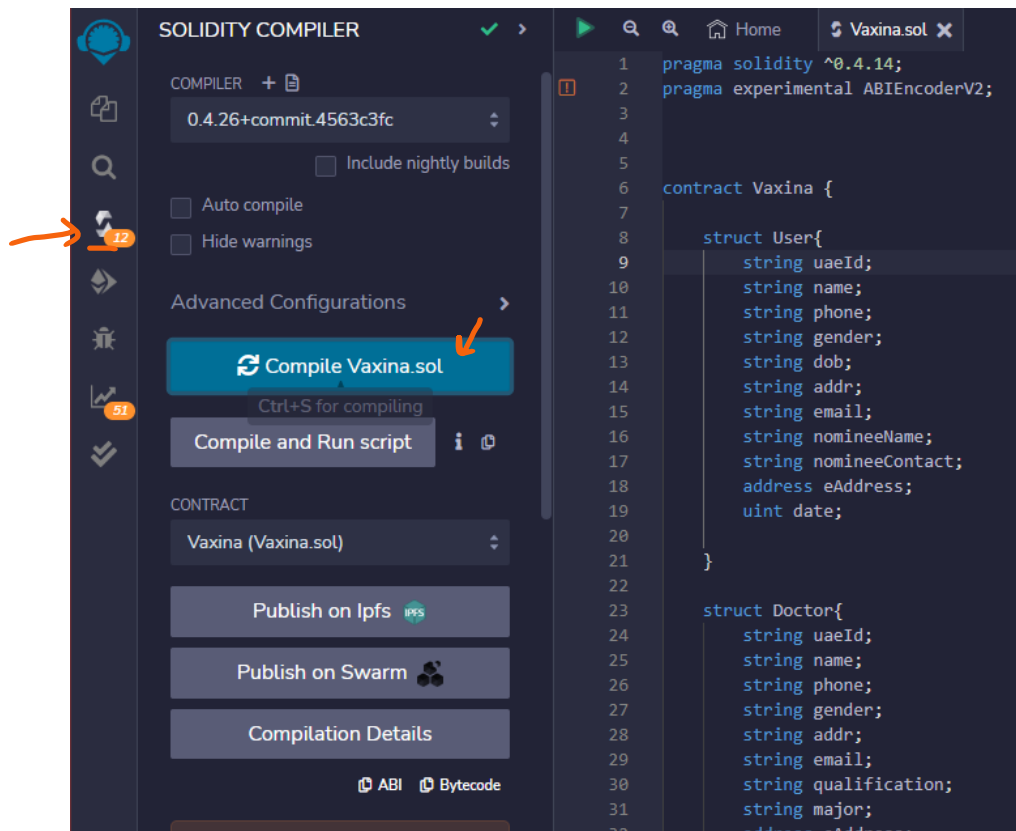 SOLIDITY COMPILER
COMPILER
0.4.26+commit.4563c3fc
Include nightly builds
Auto compile
Hide warnings
12
Advanced Configurations
Compile Vaxina.sol
Ctrl+S for compiling
51
Compile and Run script
CONTRACT
Vaxina (Vaxina.sol)
Publish on Ipfs IPFS
Publish on Swarm
Compilation Details
ABI Bytecode
Home Vaxina.sol
1 pragma solidity ^0.4.14;
2 pragma experimental ABIEncoderV2;
3
4
5
6 contract Vaxina {
7
8 struct User{
9 string uaeId;
10 string name;
11 string phone;
12 string gender;
13 string dob;
14 string addr;
15 string email;
16 string nomineeName;
17 string nomineeContact;
18 address eAddress;
19 uint date;
20
21 }
22
23 struct Doctor{
24 string uaeId;
25 string name;
26 string phone;
27 string gender;
28 string addr;
29 string email;
30 string qualification;
31 string major;